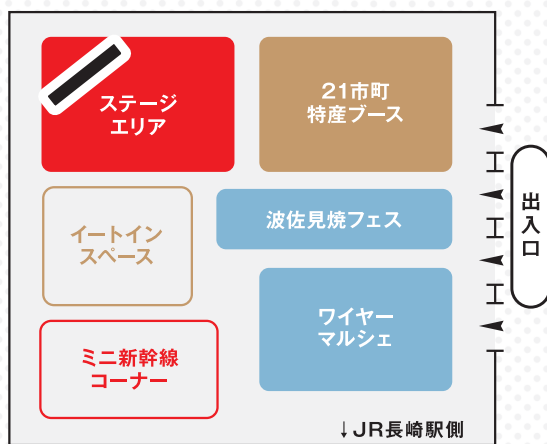 ステージ
エリア
21市町
特産ブース
イートイン
スペース
波佐見焼フェス
出入口
ワイヤー
マルシェ
ミニ新幹線
コーナー
↓JR長崎駅側